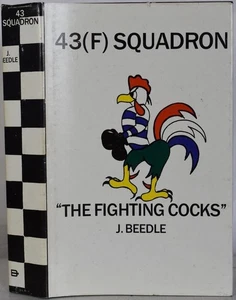 43
SQUADRON
J.
BEEDLE
43(F) SQUADRON
"THE FIGHTING COCKS"
J. BEEDLE